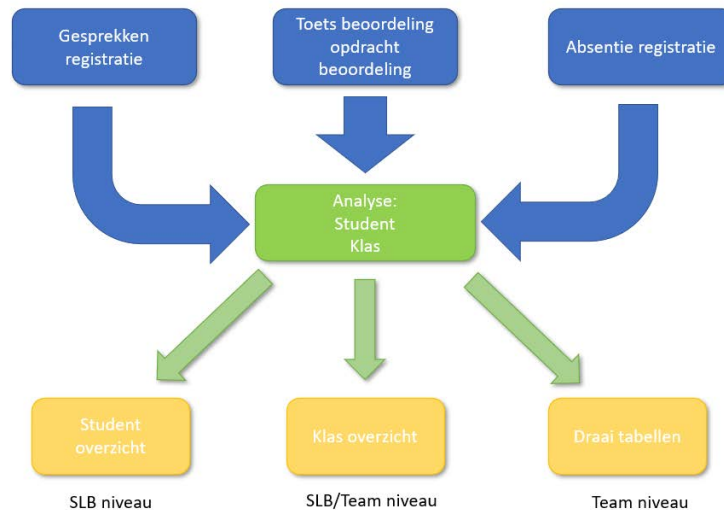 Gesprekken
registratie
Toets beoordeling
opdracht
beoordeling
Absentie registratie
Analyse:
Student
Klas
Student
overzicht
Klas overzicht
Draai tabellen
SLB niveau
SLB/Team niveau
Team niveau